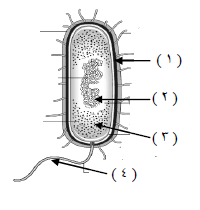 ( ١ )
( ٢ )
( ٣ )
( ٤ )